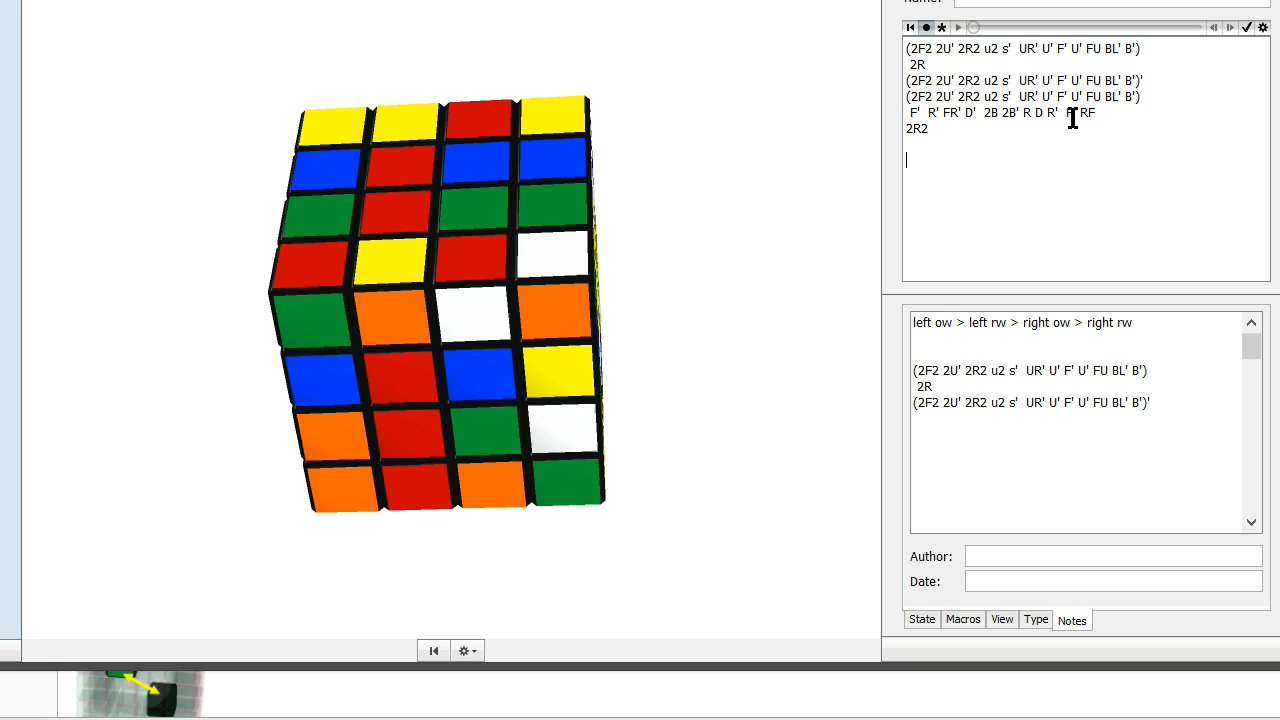 Name:
(2F2 2U' 2R2 u2 s'  UR' U' F' U' FU BL' B')
2R
(2F2 2U' 2R2 u2 s'  UR' U' F' U' FU BL' B')'
(2F2 2U' 2R2 u2 s'  UR' U' F' U' FU BL' B')
F'  R' FR' D'  2B 2B' R D R'  RF
2R2
left ow > left rw > right ow > right rw
(2F2 2U' 2R2 u2 s'  UR' U' F' U' FU BL' B')
2R
(2F2 2U' 2R2 u2 s'  UR' U' F' U' FU BL' B')'
Author:
Date:
State Macros View Type Notes